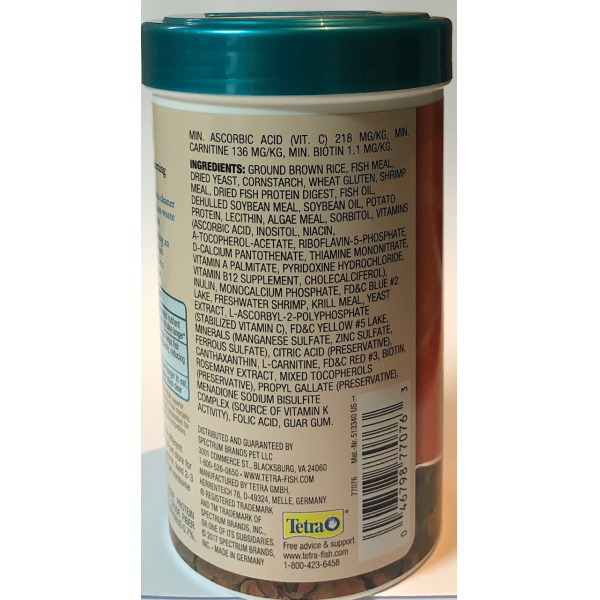 MIN. ASCORBIC ACID (VIT. C) 218 MG/KG, MIN.
CARNITINE 136 MG/KG, MIN. BIOTIN 1.1 MG/KG.
INGREDIENTS: GROUND BROWN RICE, FISH MEAL,
DRIED YEAST, CORNSTARCH, WHEAT GLUTEN, SHRIMP
MEAL, DRIED FISH PROTEIN DIGEST, FISH OIL,
DEHULLED SOYBEAN MEAL, SOYBEAN OIL, POTATO
PROTEIN, LECITHIN, ALGAE MEAL, SORBITOL, VITAMINS
(ASCORBIC ACID, INOSITOL, NIACIN,
A-TOCOPHEROL-ACETATE, RIBOFLAVIN-5-PHOSPHATE,
D-CALCIUM PANTOTHENATE, THIAMINE MONONITRATE,
VITAMIN A PALMITATE, PYRIDOXINE HYDROCHLORIDE,
VITAMIN B12 SUPPLEMENT, CHOLECALCIFEROL),
INULIN, MONOCALCIUM PHOSPHATE, FD&C BLUE #2
LAKE, FRESHWATER SHRIMP, KRILL MEAL, YEAST
EXTRACT, L-ASCORBYL-2-POLYPHOSPHATE
(STABILIZED VITAMIN C), FD&C YELLOW #5 LAKE,
MINERALS (MANGANESE SULFATE, ZINC SULFATE,
FERROUS SULFATE), CITRIC ACID (PRESERVATIVE),
CANTHAXANTHIN, L-CARNITINE, FD&C RED #3, BIOTIN,
ROSEMARY EXTRACT, MIXED TOCOPHEROLS
(PRESERVATIVE), PROPYL GALLATE (PRESERVATIVE),
MENADIONE SODIUM BISULFITE
COMPLEX (SOURCE OF VITAMIN K
ACTIVITY), FOLIC ACID, GUAR GUM.
DISTRIBUTED AND GUARANTEED BY
SPECTRUM BRANDS PET LLC
3001 COMMERCE ST., BLACKSBURG, VA 24060
1-800-526-0650 • WWW.TETRA-FISH.COM
MANUFACTURED BY TETRA GMBH,
HERRENTEICH 78, D-49324, MELLE, GERMANY
® REGISTERED TRADEMARK
AND TM TRADEMARK OF
SPECTRUM BRANDS, INC.,
OR ONE OF ITS SUBSIDIARIES.
© 2017 SPECTRUM BRANDS,
INC. • MADE IN GERMANY
Tetra
Free advice & support
www.tetra-fish.com
1-800-423-6458
77076 Mat.-Nr. 513340 US 1
0 46798 77076 3